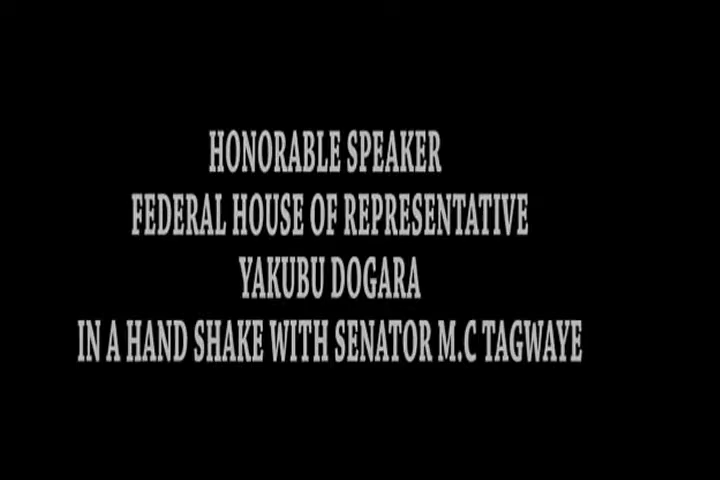 HONORABLE SPEAKER
FEDERAL HOUSE OF REPRESENTATIVE
YAKUBU DOGARA
IN A HAND SHAKE WITH SENATOR M.C TAGWAYE